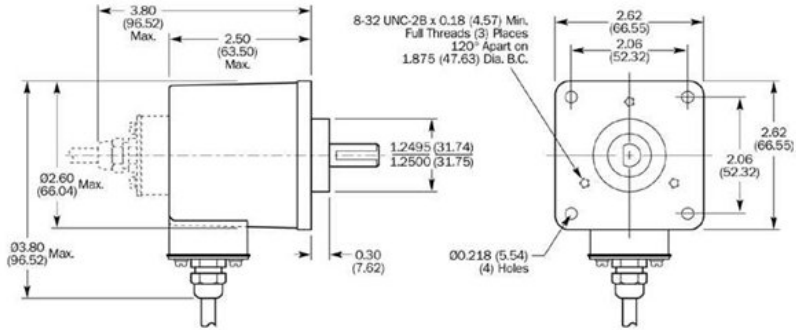 3.80
(96.52)
Max.
2.50
(63.50)
Max.
Ø2.60
(66.04) Max.
Ø3.80
(96.52) Max.
1.2495 (31.74)
1.2500 (31.75)
0.30
(7.62)
8-32 UNC-2B x 0.18 (4.57) Min.
Full Threads (3) Places
120° Apart on
1.875 (47.63) Dia. B.C.
2.62
(66.55)
2.06
(52.32)
2.06
(52.32)
2.62
(66.55)
Ø0.218 (5.54)
(4) Holes